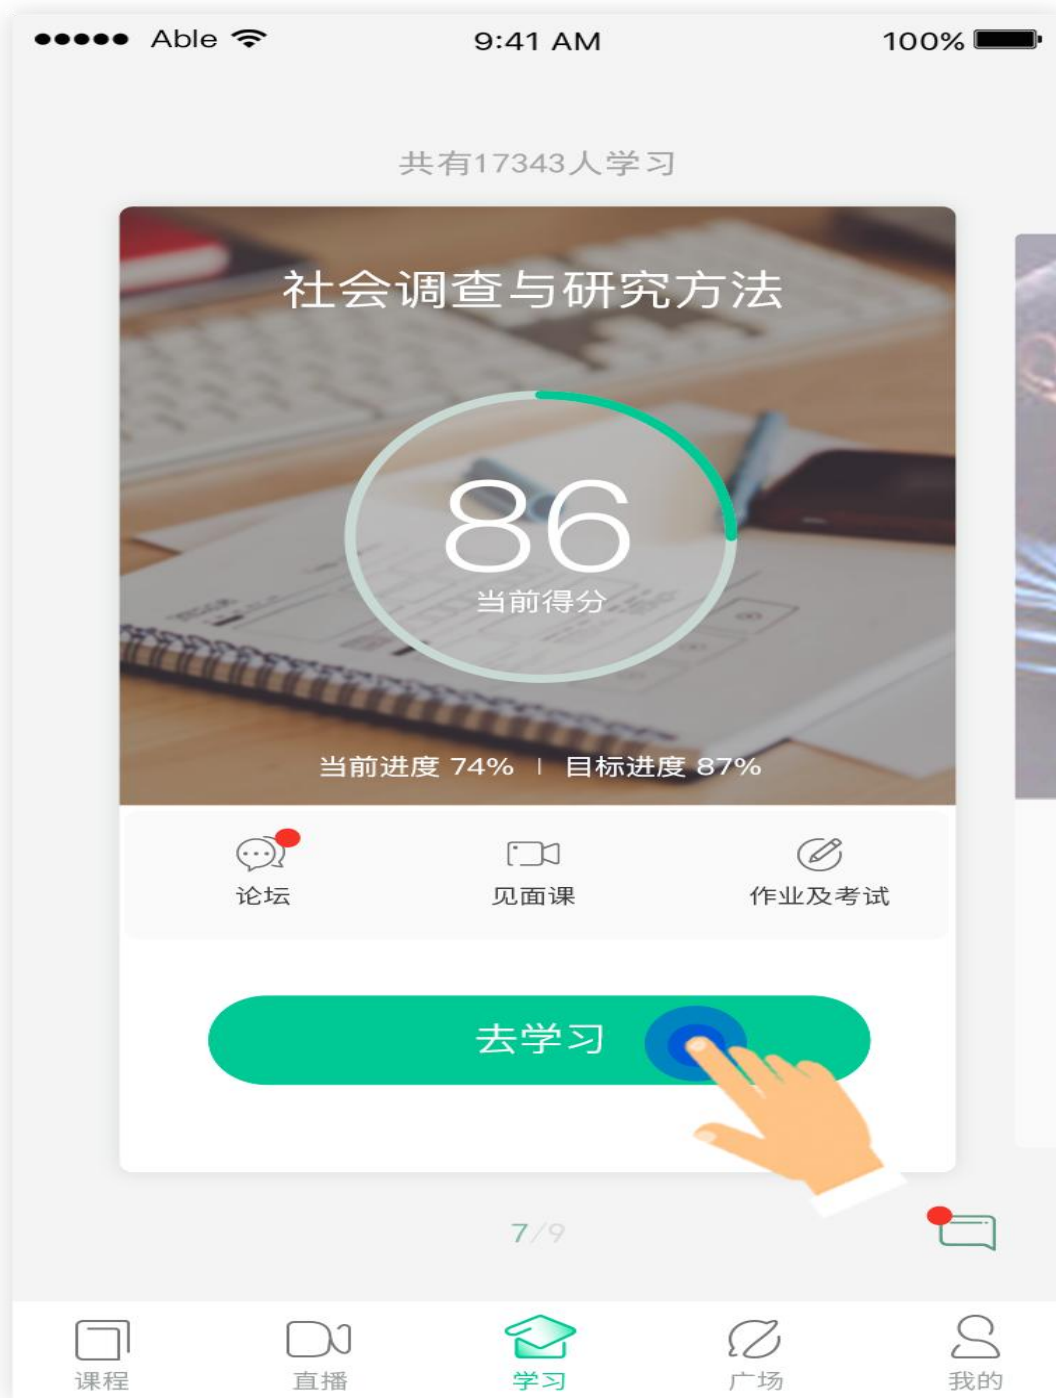 Able 9:41 AM 100%
共有17343人学习
社会调查与研究方法
86
当前得分
当前进度 74% | 目标进度 87%
论坛 见面课 作业及考试
去学习
7/9
课程 直播 学习 广场 我的